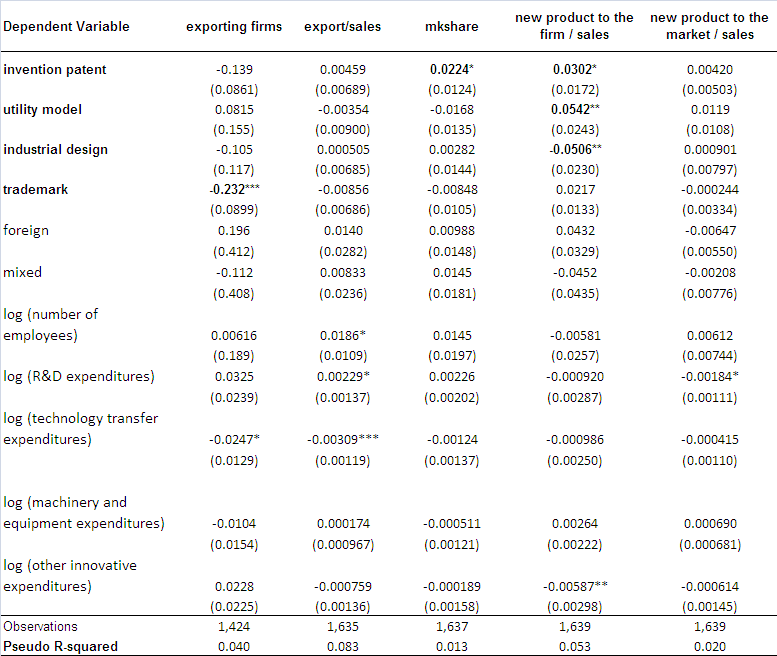 Dependent Variable exporting firms export/sales mkshare new product to the firm / sales new product to the market / sales
invention patent -0.139 0.00459 0.0224* 0.0302* 0.00420
(0.0861) (0.00689) (0.0124) (0.0172) (0.00503)
utility model 0.0815 -0.00354 -0.0168 0.0542** 0.0119
(0.155) (0.00900) (0.0135) (0.0243) (0.0108)
industrial design -0.105 0.000505 0.00282 -0.0506** 0.000901
(0.117) (0.00685) (0.0144) (0.0230) (0.00797)
trademark -0.232*** -0.00856 -0.00848 0.0217 -0.000244
(0.0899) (0.00686) (0.0105) (0.0133) (0.00334)
foreign 0.196 0.0140 0.00988 0.0432 -0.00647
(0.412) (0.0282) (0.0148) (0.0329) (0.00550)
mixed -0.112 0.00833 0.0145 -0.0452 -0.00208
(0.408) (0.0236) (0.0181) (0.0435) (0.00776)
log (number of
employees) 0.00616 0.0186* 0.0145 -0.00581 0.00612
(0.189) (0.0109) (0.0197) (0.0257) (0.00744)
log (R&D expenditures) 0.0325 0.00229* 0.00226 -0.000920 -0.00184*
(0.0239) (0.00137) (0.00202) (0.00287) (0.00111)
log (technology transfer
expenditures) -0.0247* -0.00309*** -0.00124 -0.000986 -0.000415
(0.0129) (0.00119) (0.00137) (0.00250) (0.00110)
log (machinery and
equipment expenditures) -0.0104 0.000174 -0.000511 0.00264 0.000690
(0.0154) (0.000967) (0.00121) (0.00222) (0.000681)
log (other innovative
expenditures) 0.0228 -0.000759 -0.000189 -0.00587** -0.000614
(0.0225) (0.00136) (0.00158) (0.00298) (0.00145)
Observations 1,424 1,635 1,637 1,639 1,639
Pseudo R-squared 0.040 0.083 0.013 0.053 0.020